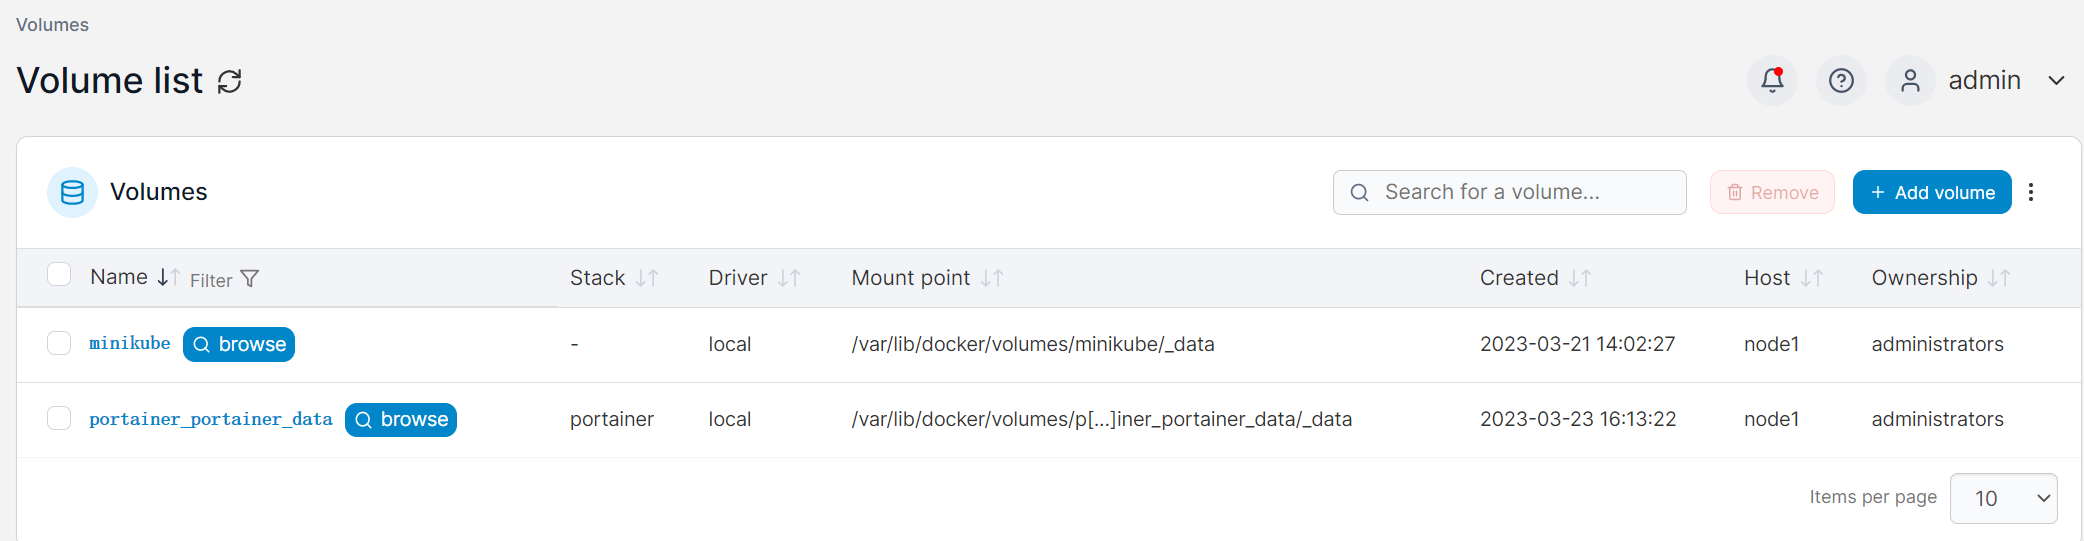 Volumes
Volume list
admin
Volumes
Search for a volume...
Remove
+ Add volume
Name Filter Stack Driver Mount point Created Host Ownership
minikube browse - local /var/lib/docker/volumes/minikube/_data 2023-03-21 14:02:27 node1 administrators
portainer_portainer_data browse portainer local /var/lib/docker/volumes/p[...]iner_portainer_data/_data 2023-03-23 16:13:22 node1 administrators
Items per page 10